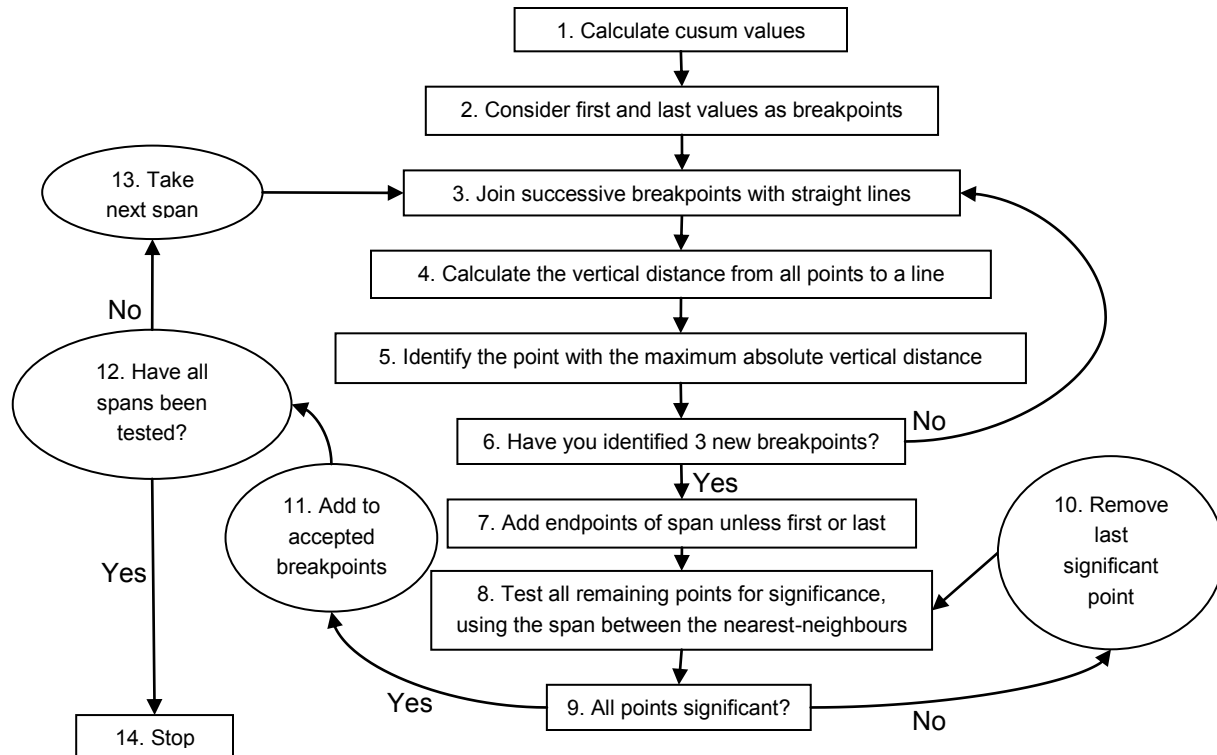 1. Calculate cusum values
2. Consider first and last values as breakpoints
13. Take
next span
3. Join successive breakpoints with straight lines
4. Calculate the vertical distance from all points to a line
No
5. Identify the point with the maximum absolute vertical distance
12. Have all
spans been
tested?
6. Have you identified 3 new breakpoints?
No
Yes
7. Add endpoints of span unless first or last
8. Test all remaining points for significance,
using the span between the nearest-neighbours
9. All points significant?
No
10. Remove
last
significant
point
Yes
11. Add to
accepted
breakpoints
Yes
14. Stop